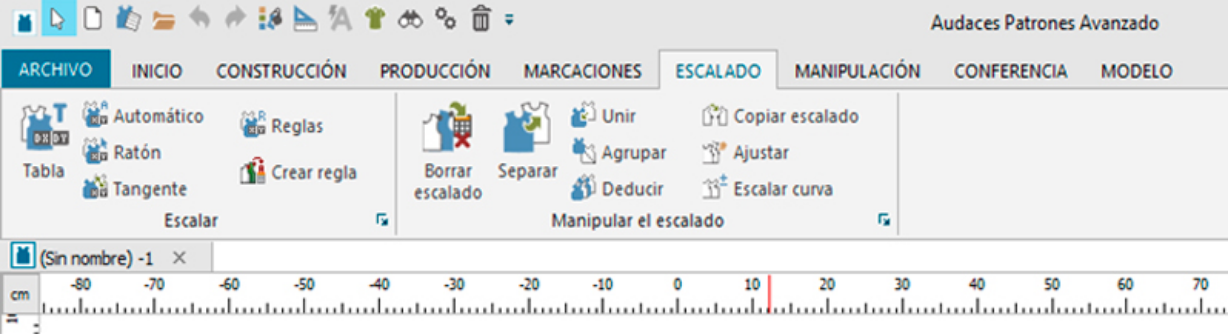 Audaces Patrones Avanzado
ARCHIVO INICIO CONSTRUCCIÓN PRODUCCIÓN MARCACIONES ESCALADO MANIPULACIÓN CONFERENCIA MODELO
Tabla
Automático
Ratón
Tangente
Reglas
Crear regla
Escalar
Borrar
escalado
Separar
Unir
Agrupar
Deducir
Copiar escalado
Ajustar
Escalar curva
Manipular el escalado
(Sin nombre) -1
cm -80 -70 -60 -50 -40 -30 -20 -10 0 10 20 30 40 50 60 70